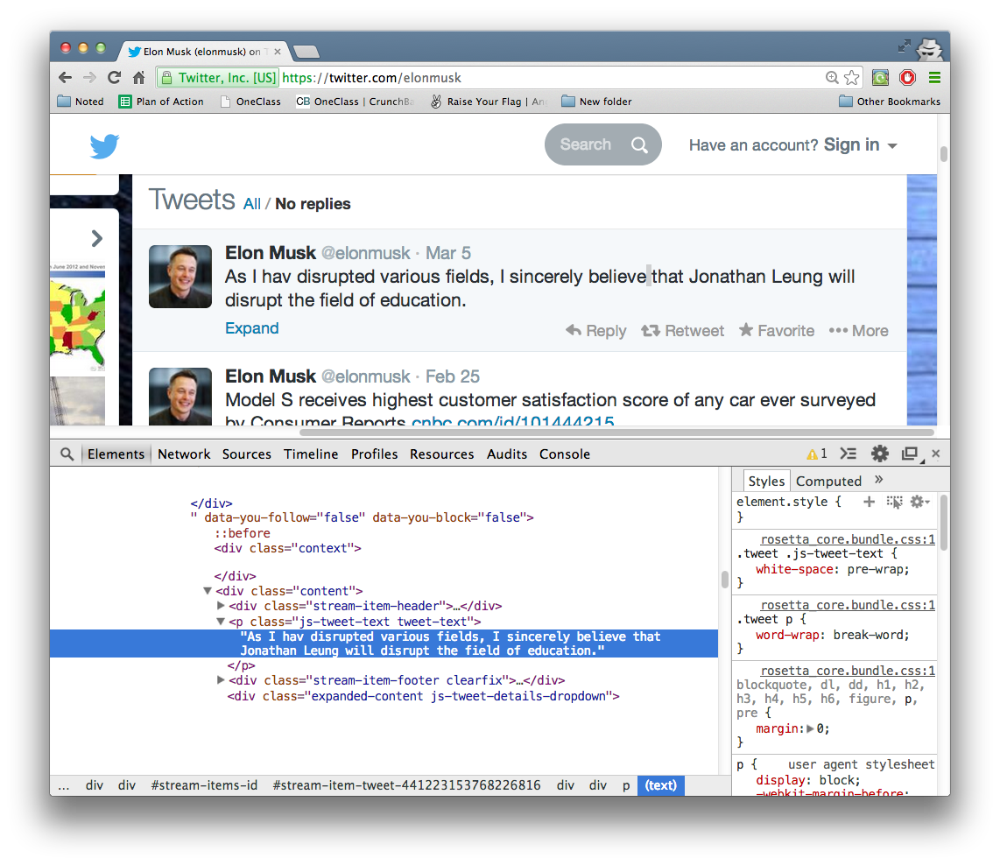 Elon Musk (elonmusk) on T
Twitter, Inc. [US] https://twitter.com/elonmusk
Noted Plan of Action OneClass CB OneClass | CrunchBa Raise Your Flag | An New folder Other Bookmarks
Search Have an account? Sign in
Tweets All / No replies
June 2012 and Nove
Elon Musk @elonmusk · Mar 5
As I hav disrupted various fields, I sincerely believe that Jonathan Leung will
disrupt the field of education.
Expand Reply Retweet Favorite More
Elon Musk @elonmusk · Feb 25
Model S receives highest customer satisfaction score of any car ever surveyed
by Consumer Reports cnbc.com/id/101444215
Elements Network Sources Timeline Profiles Resources Audits Console 1
</div>
" data-you-follow="false" data-you-block="false">
::before
<div class="context">
</div>
<div class="content">
<div class="stream-item-header">…</div>
<p class="js-tweet-text tweet-text">
"As I hav disrupted various fields, I sincerely believe that
Jonathan Leung will disrupt the field of education."
</p>
<div class="stream-item-footer clearfix">…</div>
<div class="expanded-content js-tweet-details-dropdown">
... div div #stream-items-id #stream-item-tweet-441223153768226816 div div p (text)
Styles Computed »
element.style {
}
rosetta_core.bundle.css:1
.tweet .js-tweet-text {
white-space: pre-wrap;
}
rosetta_core.bundle.css:1
.tweet p {
word-wrap: break-word;
}
rosetta_core.bundle.css:1
blockquote, dl, dd, h1, h2,
h3, h4, h5, h6, figure, p,
pre {
margin: 0;
}
p { user agent stylesheet
display: block;
-webkit-margin-before: